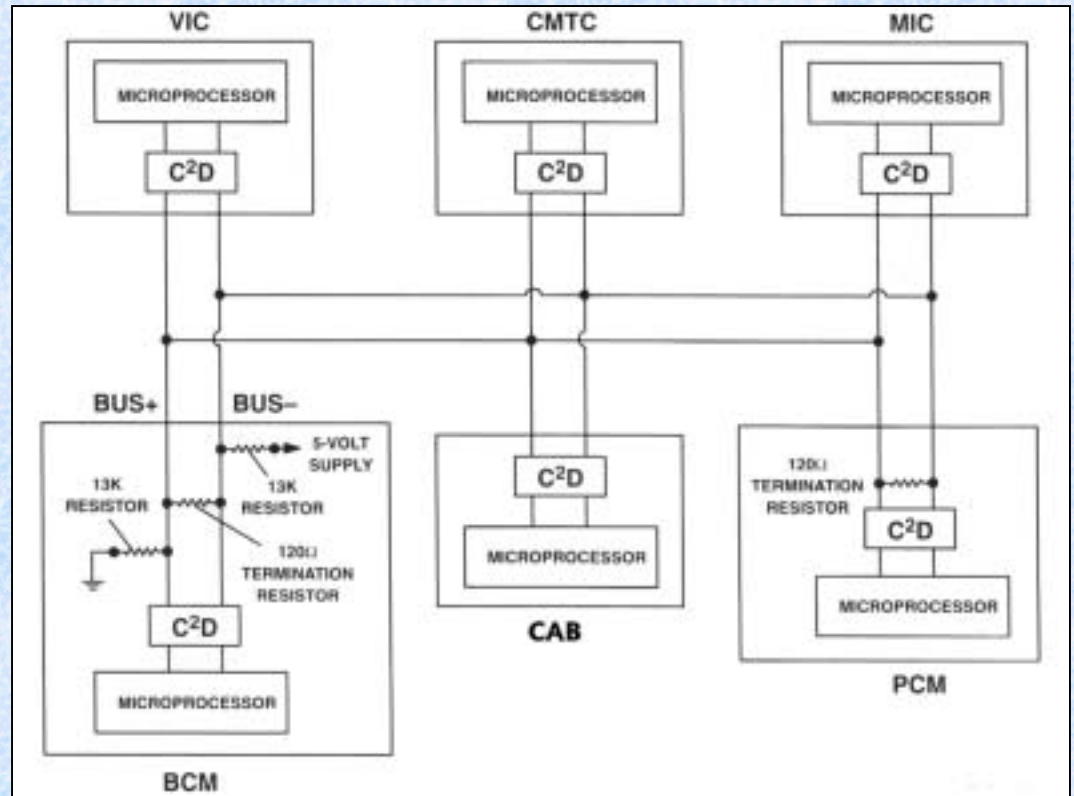 VIC
CMTC
MIC
MICROPROCESSOR
MICROPROCESSOR
MICROPROCESSOR
C²D
C²D
C²D
BUS+
BUS–
5-VOLT
SUPPLY
13K
RESISTOR
13K
RESISTOR
120Ω
TERMINATION
RESISTOR
C²D
MICROPROCESSOR
BCM
C²D
MICROPROCESSOR
CAB
120Ω
TERMINATION
RESISTOR
C²D
MICROPROCESSOR
PCM